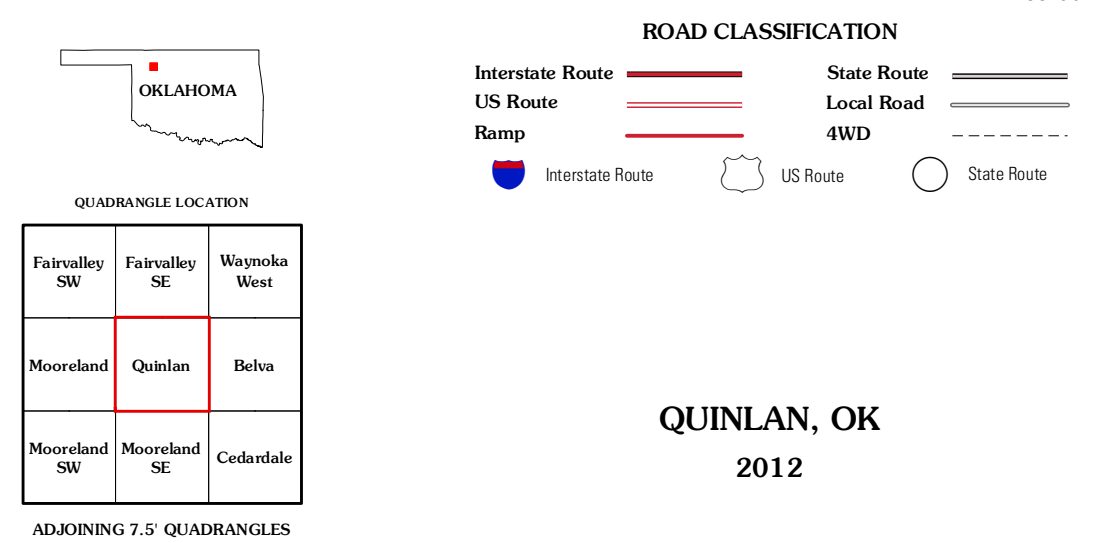 ROAD CLASSIFICATION
Interstate Route
State Route
US Route
Local Road
Ramp
4WD
Interstate Route
US Route
State Route
OKLAHOMA
QUADRANGLE LOCATION
Fairvalley
SW
Fairvalley
SE
Waynoka
West
Mooreland
Quinlan
Belva
Mooreland
SW
Mooreland
SE
Cedardale
ADJOINING 7.5' QUADRANGLES
QUINLAN, OK
2012